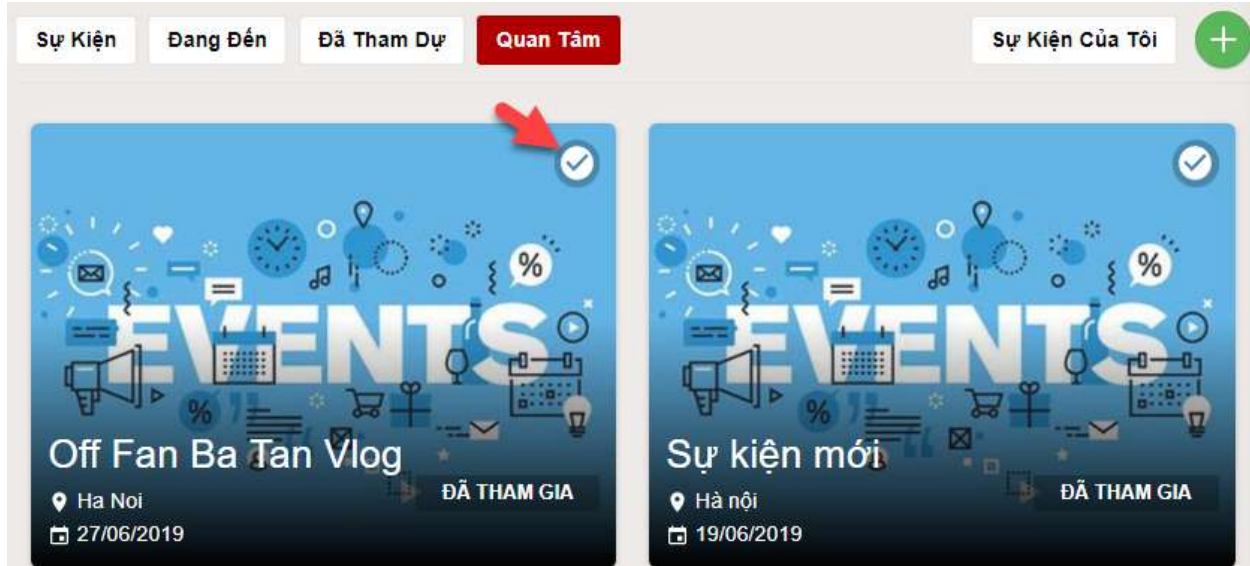 Sự Kiện Đang Đến Đã Tham Dự Quan Tâm Sự Kiện Của Tôi
EVENTS
%
%
Off Fan Ba Tan Vlog
Ha Noi
ĐÃ THAM GIA
27/06/2019
EVENTS
%
%
Sự kiện mới
Hà nội
ĐÃ THAM GIA
19/06/2019